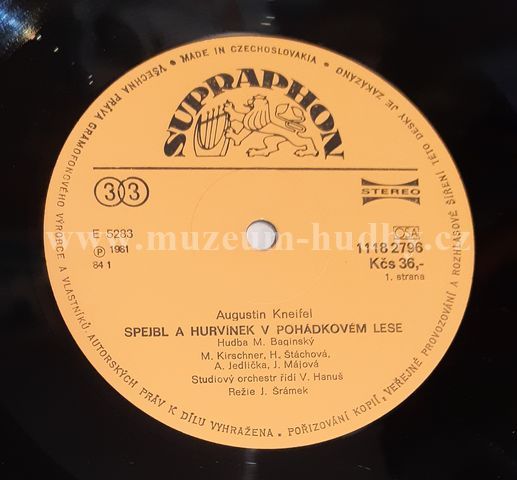 VŠECHNA PRÁVA GRAMOFONOVÉHO VÝROBCE A VLASTNÍKŮ AUTORSKÝCH PRÁV K DÍLU VYHRAŽENA. POŘIZOVÁNÍ KOPIÍ, VEŘEJNÉ PROVOZOVÁNÍ A ROZHLASOVÉ ŠÍŘENÍ TÉTO DESKY JE ZAKÁZÁNO • MADE IN CZECHOSLOVAKIA •
SUPRAPHON
33
STEREO
E 5283
Ⓟ 1981
84 1
OSA
1118 2796
Kčs 36,-
1. strana
www.muzeum-hudby.cz
Augustin Kneifel
SPEJBL A HURVÍNEK V POHÁDKOVÉM LESE
Hudba M. Baginský
M. Kirschner, H. Štáchová,
A. Jedlička, J. Májová
Studiový orchestr řídí V. Hanuš
Režie J. Šrámek